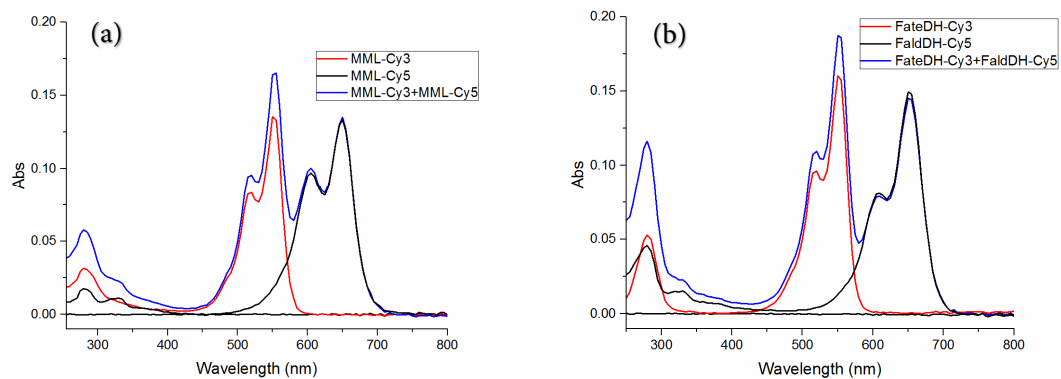 (a)
0.20
0.15
0.10
0.05
0.00
Abs
MML-Cy3
MML-Cy5
MML-Cy3+MML-Cy5
300 400 500 600 700 800
Wavelength (nm)
(b)
0.20
0.15
0.10
0.05
0.00
Abs
FateDH-Cy3
FaldDH-Cy5
FateDH-Cy3+FaldDH-Cy5
300 400 500 600 700 800
Wavelength (nm)